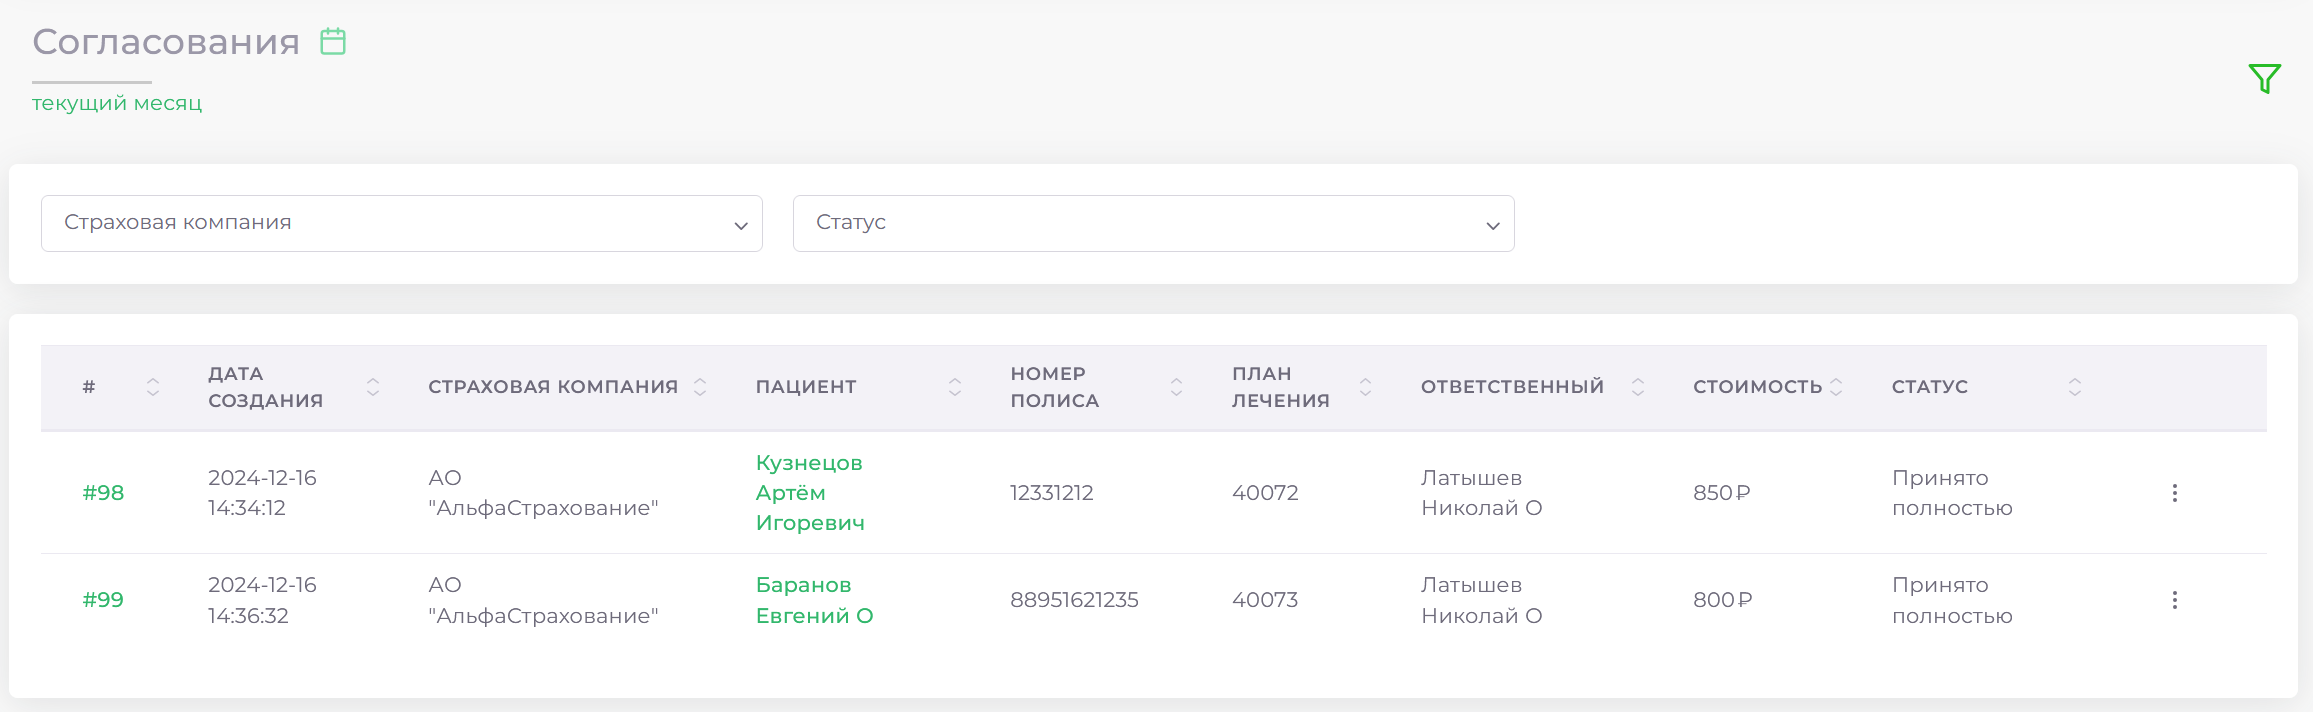 Согласования
текущий месяц
Страховая компания
Статус
#
ДАТА СОЗДАНИЯ
СТРАХОВАЯ КОМПАНИЯ
ПАЦИЕНТ
НОМЕР ПОЛИСА
ПЛАН ЛЕЧЕНИЯ
ОТВЕТСТВЕННЫЙ
СТОИМОСТЬ
СТАТУС
#98
2024-12-16
14:34:12
АО
"АльфаСтрахование"
Кузнецов
Артём
Игоревич
12331212
40072
Латышев
Николай О
850₽
Принято
полностью
#99
2024-12-16
14:36:32
АО
"АльфаСтрахование"
Баранов
Евгений О
88951621235
40073
Латышев
Николай О
800₽
Принято
полностью